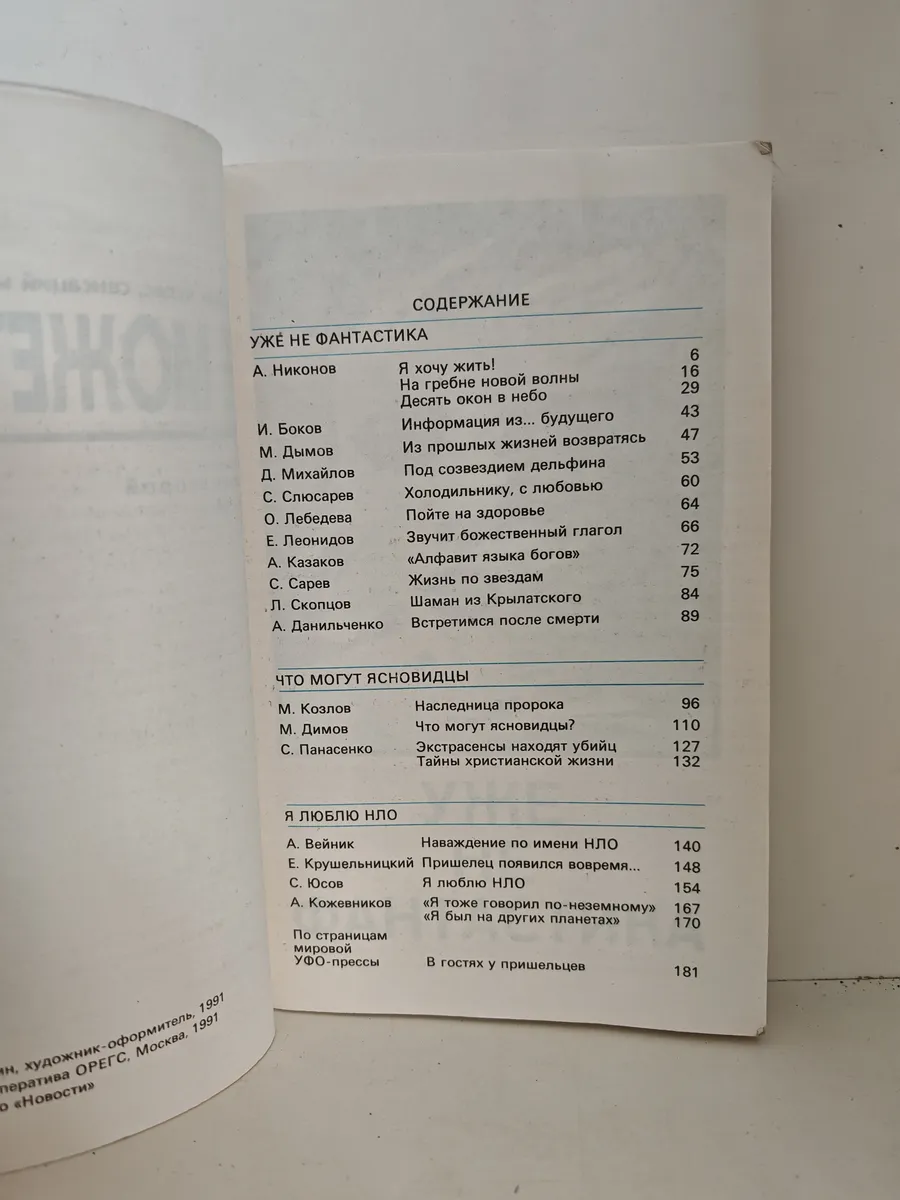 СОДЕРЖАНИЕ
УЖЕ НЕ ФАНТАСТИКА
А. Никонов Я хочу жить! 6
На гребне новой волны 16
Десять окон в небо 29
И. Боков Информация из... будущего 43
М. Дымов Из прошлых жизней возвратясь 47
Д. Михайлов Под созвездием дельфина 53
С. Слюсарев Холодильнику, с любовью 60
О. Лебедева Пойте на здоровье 64
Е. Леонидов Звучит божественный глагол 66
А. Казаков «Алфавит языка богов» 72
С. Сарев Жизнь по звездам 75
Л. Скопцов Шаман из Крылатского 84
А. Данильченко Встретимся после смерти 89
ЧТО МОГУТ ЯСНОВИДЦЫ
М. Козлов Наследница пророка 96
М. Димов Что могут ясновидцы? 110
С. Панасенко Экстрасенсы находят убийц 127
Тайны христианской жизни 132
Я ЛЮБЛЮ НЛО
А. Вейник Наваждение по имени НЛО 140
Е. Крушельницкий Пришелец появился вовремя... 148
С. Юсов Я люблю НЛО 154
А. Кожевников «Я тоже говорил по-неземному» 167
«Я был на других планетах» 170
По страницам
мировой
УФО-прессы В гостях у пришельцев 181
художник-оформитель, 1991
ОРЕГС, Москва, 1991
«Новости»